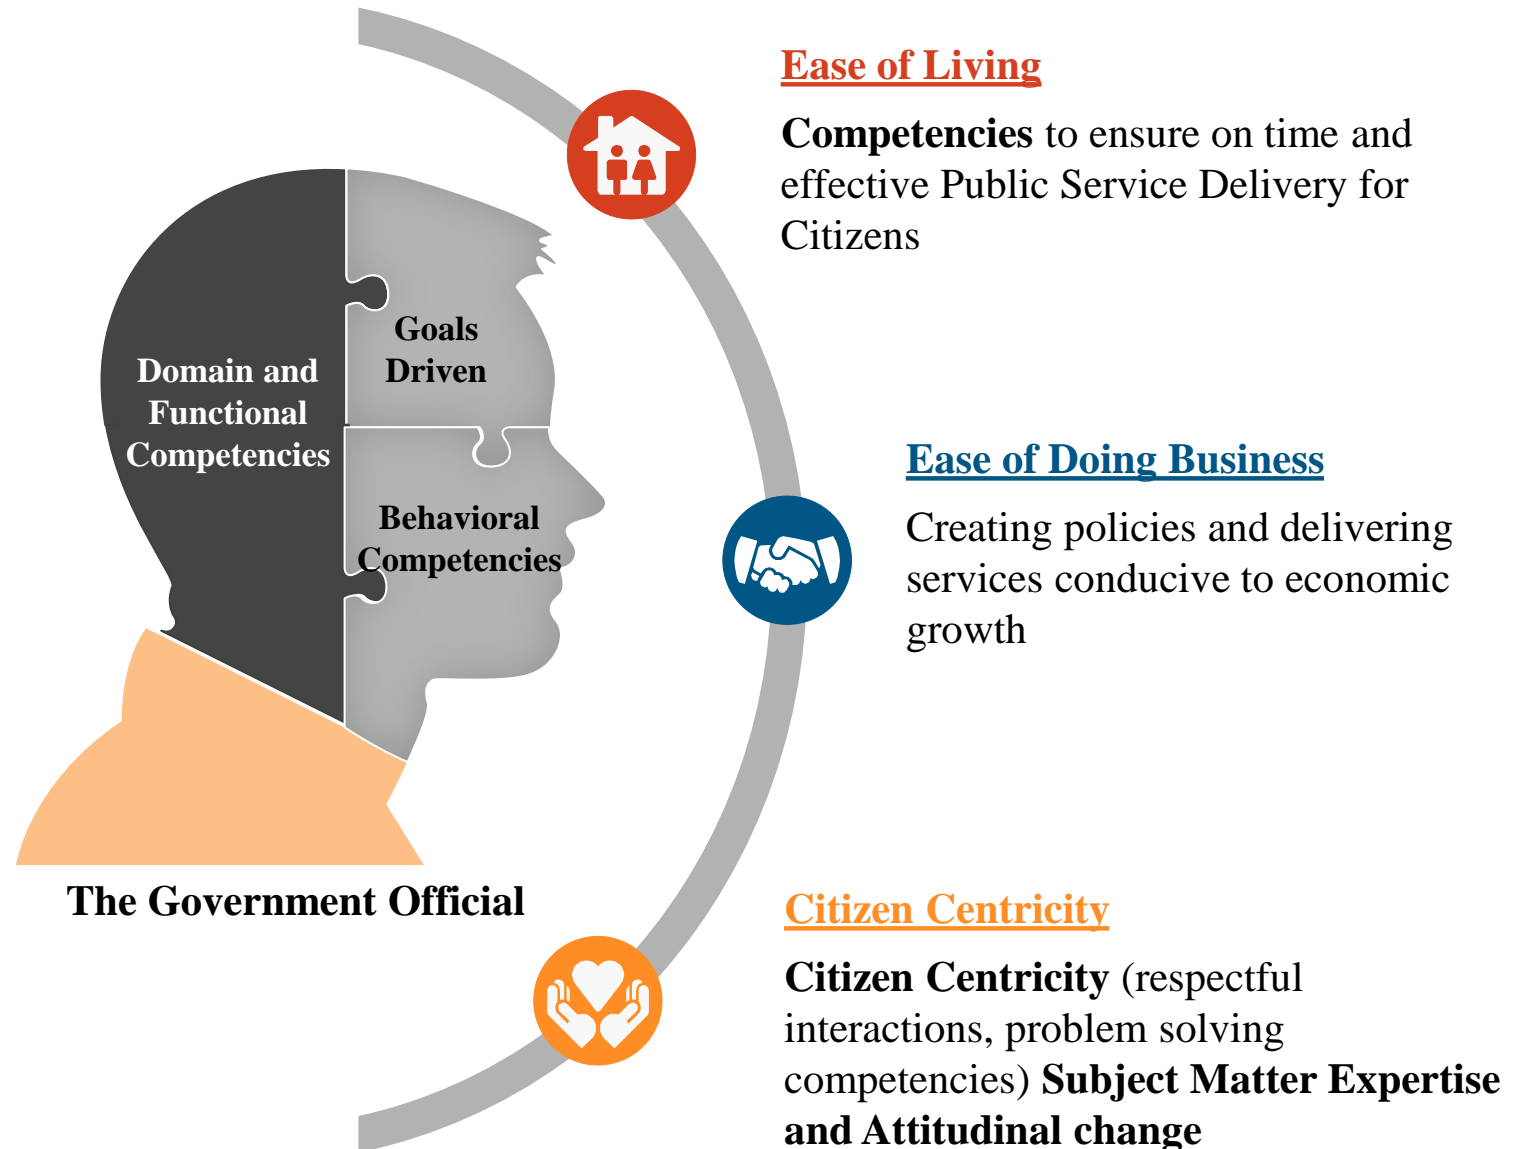 Ease of Living
Competencies to ensure on time and
effective Public Service Delivery for
Citizens
Goals
Driven
Domain and
Functional
Competencies
Behavioral
Competencies
Ease of Doing Business
Creating policies and delivering
services conducive to economic
growth
The Government Official
Citizen Centricity
Citizen Centricity (respectful
interactions, problem solving
competencies) Subject Matter Expertise
and Attitudinal change